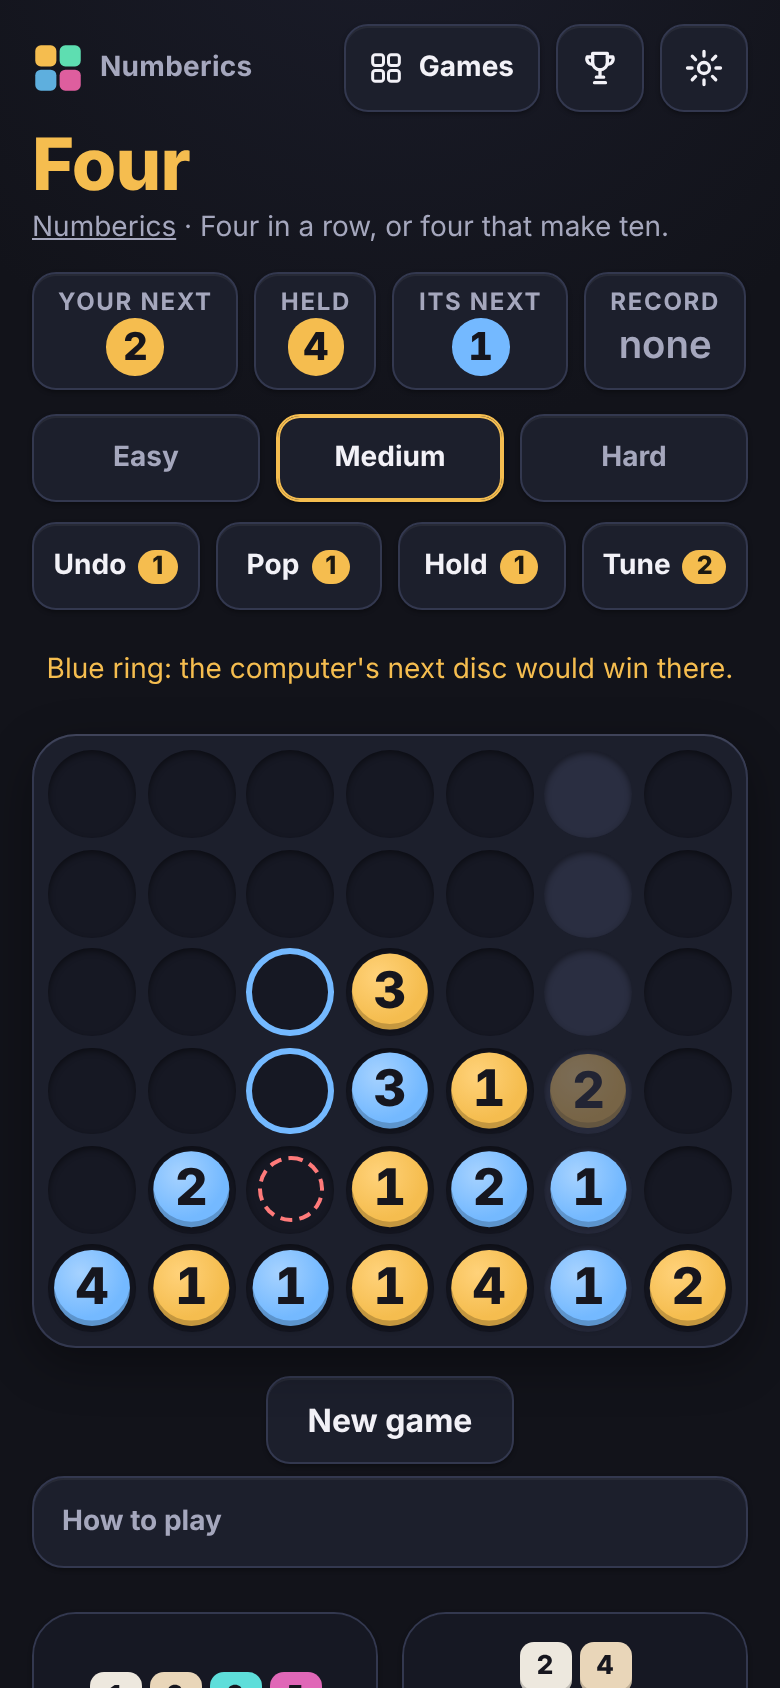 Numberics
Games
Four
Numberics · Four in a row, or four that make ten.
YOUR NEXT HELD ITS NEXT RECORD
2 4 1 none
Easy Medium Hard
Undo 1 Pop 1 Hold 1 Tune 2
Blue ring: the computer's next disc would win there.
3
3 1 2
2 1 2 1
4 1 1 1 4 1 2
New game
How to play
2 4